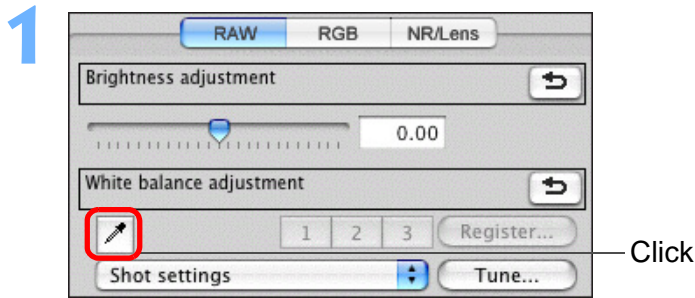 1
RAW RGB NR/Lens
Brightness adjustment
0.00
White balance adjustment
1 2 3 Register...
Click
Shot settings Tune...